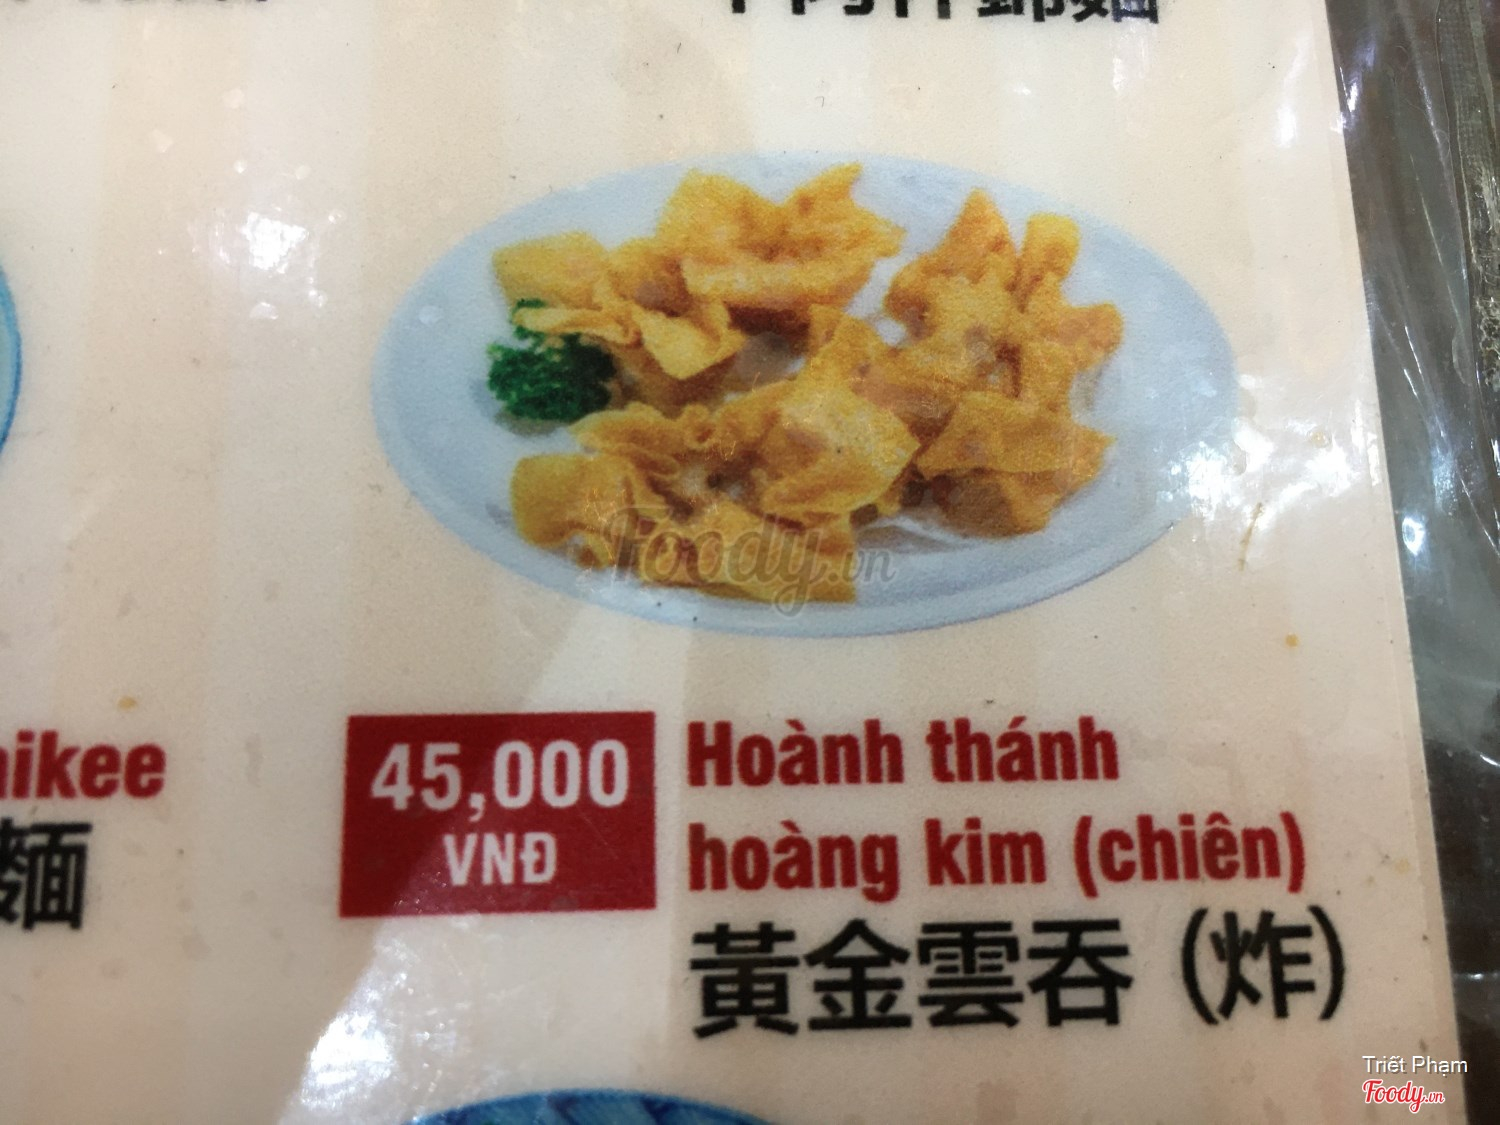 aikee
麵
45,000
VNĐ
Hoành thánh
hoàng kim (chiên)
黃金雲吞（炸）
Foody.vn
Triết Phạm
Foody.vn